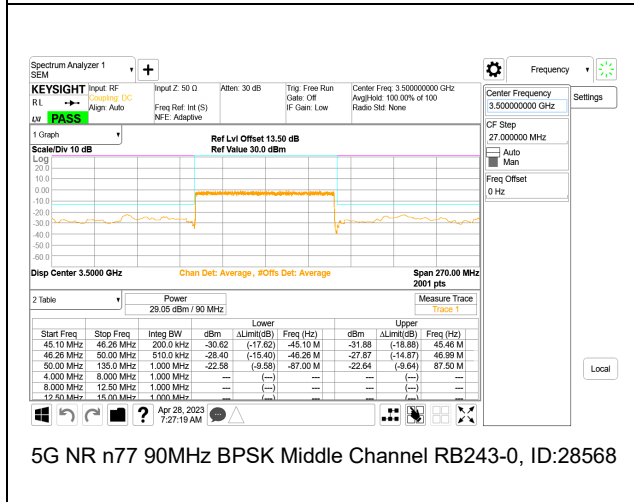 Spectrum Analyzer 1
SEM
+
Frequency
KEYSIGHT
RL
PASS
Input: RF
Coupling: DC
Align: Auto
Input Z: 50 Ω
Freq Ref: Int (S)
NFE: Adaptive
Atten: 30 dB
Trig: Free Run
Gate: Off
IF Gain: Low
Center Freq: 3.500000000 GHz
Avg|Hold: 100.00% of 100
Radio Std: None
Center Frequency
3.500000000 GHz
Settings
CF Step
27.000000 MHz
Auto
Man
Freq Offset
0 Hz
Local
1 Graph
Scale/Div 10 dB
Ref Lvl Offset 13.50 dB
Ref Value 30.0 dBm
Log
20.0
10.0
0.00
-10.0
-20.0
-30.0
-40.0
-50.0
-60.0
Disp Center 3.5000 GHz
Chan Det: Average, #Offs Det: Average
Span 270.00 MHz
2001 pts
2 Table
Power
29.05 dBm / 90 MHz
Measure Trace
Trace 1
Lower Upper
Start Freq Stop Freq Integ BW dBm ΔLimit(dB) Freq (Hz) dBm ΔLimit(dB) Freq (Hz)
45.10 MHz 46.26 MHz 200.0 kHz -30.62 (-17.62) -45.10 M -31.88 (-18.88) 45.46 M
46.26 MHz 50.00 MHz 510.0 kHz -28.40 (-15.40) -46.26 M -27.87 (-14.87) 46.99 M
50.00 MHz 135.0 MHz 1.000 MHz -22.58 (-9.58) -87.00 M -22.64 (-9.64) 87.50 M
4.000 MHz 8.000 MHz 1.000 MHz --- (---) --- --- (---) ---
8.000 MHz 12.50 MHz 1.000 MHz --- (---) --- --- (---) ---
12.50 MHz 15.00 MHz 1.000 MHz --- (---) --- --- (---) ---
?
Apr 28, 2023
7:27:19 AM
5G NR n77 90MHz BPSK Middle Channel RB243-0, ID:28568